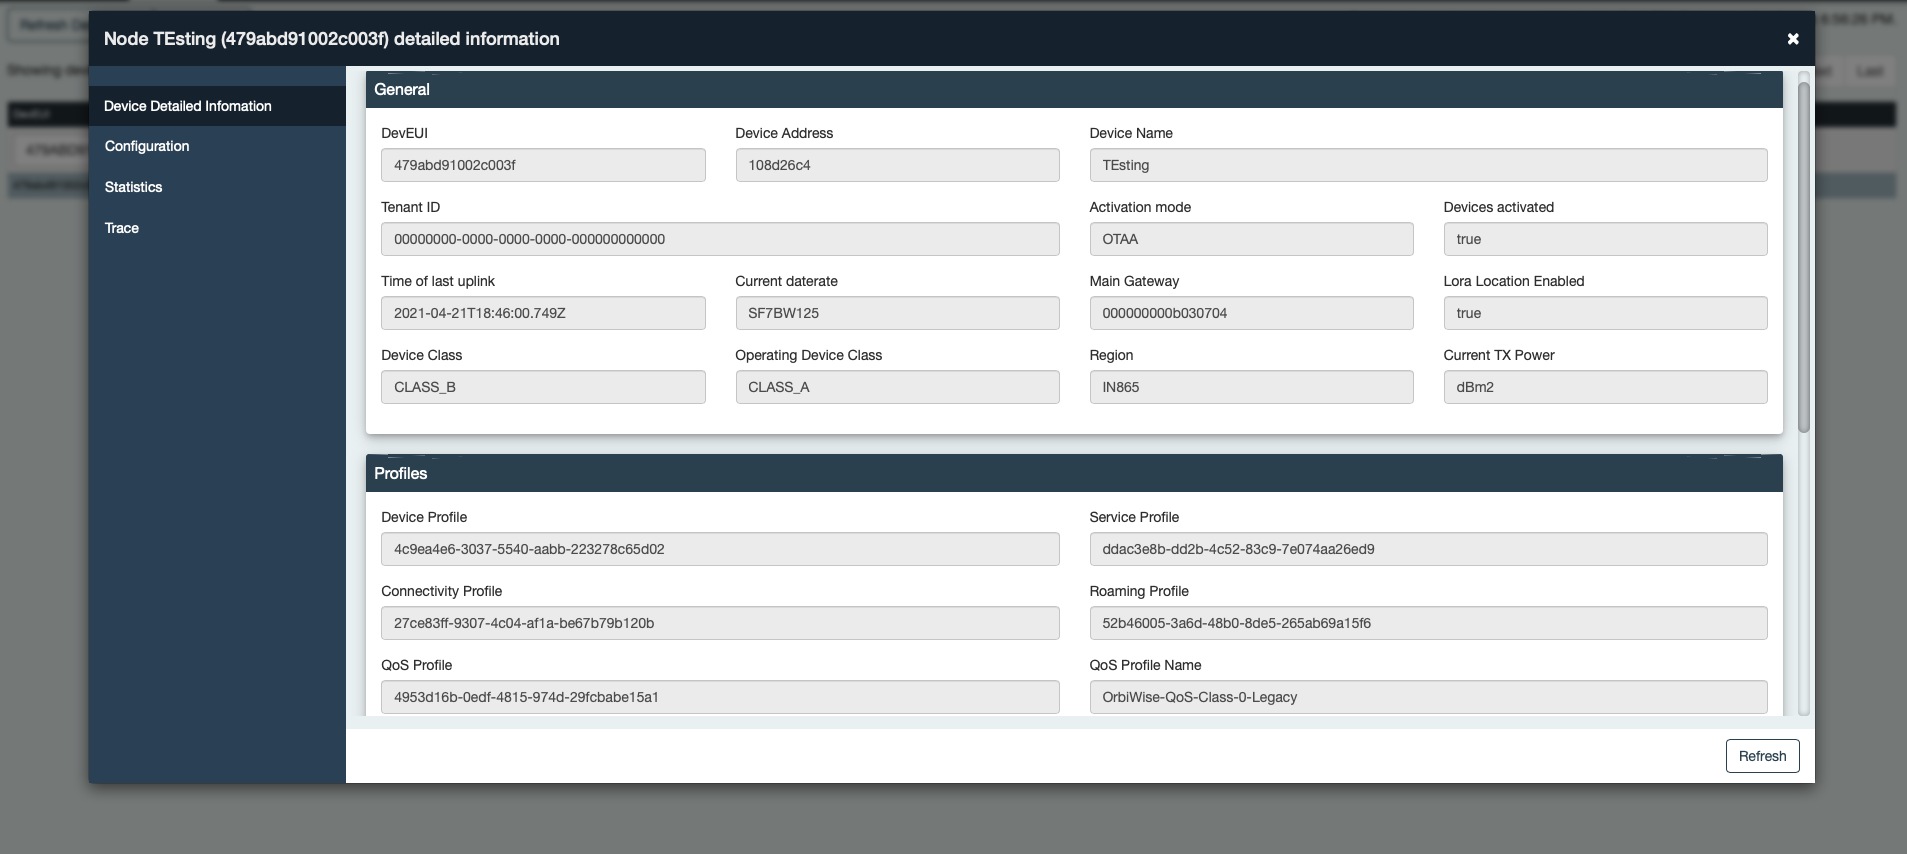 Node TEsting (479abd91002c003f) detailed information
Device Detailed Infomation
Configuration
Statistics
Trace
General
DevEUI Device Address Device Name
479abd91002c003f 108d26c4 TEsting
Tenant ID Activation mode Devices activated
00000000-0000-0000-0000-000000000000 OTAA true
Time of last uplink Current daterate Main Gateway Lora Location Enabled
2021-04-21T18:46:00.749Z SF7BW125 000000000b030704 true
Device Class Operating Device Class Region Current TX Power
CLASS_B CLASS_A IN865 dBm2
Profiles
Device Profile Service Profile
4c9ea4e6-3037-5540-aabb-223278c65d02 ddac3e8b-dd2b-4c52-83c9-7e074aa26ed9
Connectivity Profile Roaming Profile
27ce83ff-9307-4c04-af1a-be67b79b120b 52b46005-3a6d-48b0-8de5-265ab69a15f6
QoS Profile QoS Profile Name
4953d16b-0edf-4815-974d-29fcbabe15a1 OrbiWise-QoS-Class-0-Legacy
Refresh